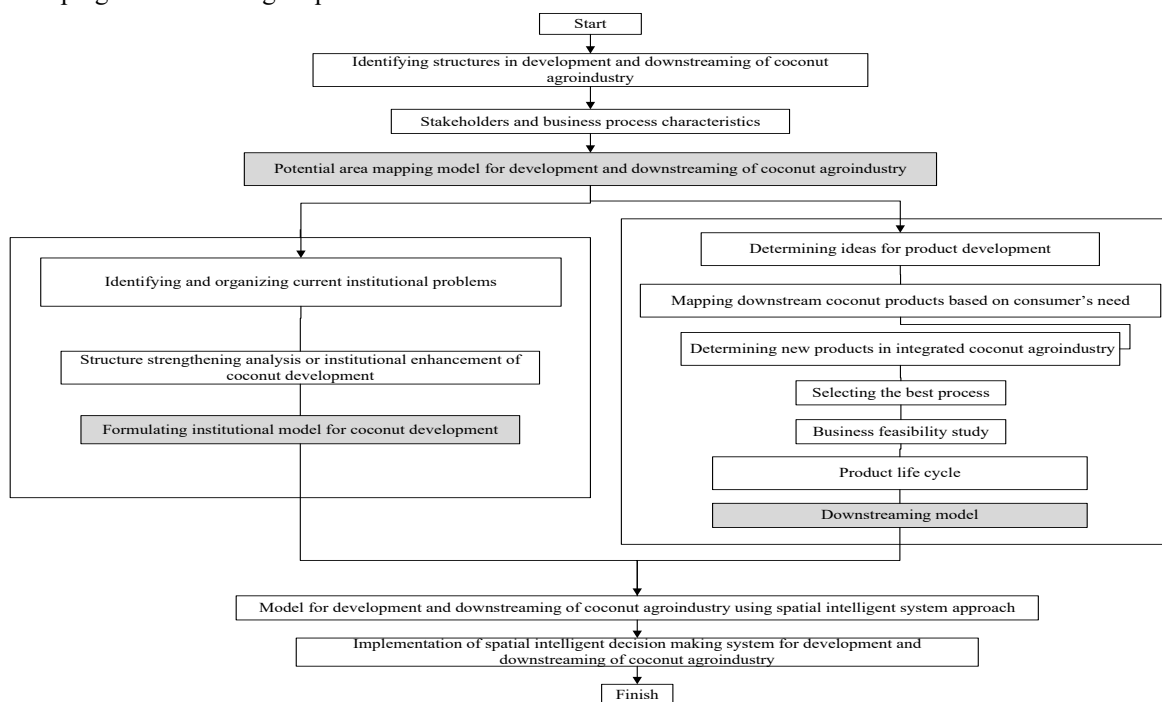 Start
Identifying structures in development and downstreaming of coconut
agroindustry
Stakeholders and business process characteristics
Potential area mapping model for development and downstreaming of coconut agroindustry
Identifying and organizing current institutional problems
Structure strengthening analysis or institutional enhancement of
coconut development
Formulating institutional model for coconut development
Determining ideas for product development
Mapping downstream coconut products based on consumer’s need
Determining new products in integrated coconut agroindustry
Selecting the best process
Business feasibility study
Product life cycle
Downstreaming model
Model for development and downstreaming of coconut agroindustry using spatial intelligent system approach
Implementation of spatial intelligent decision making system for development and
downstreaming of coconut agroindustry
Finish